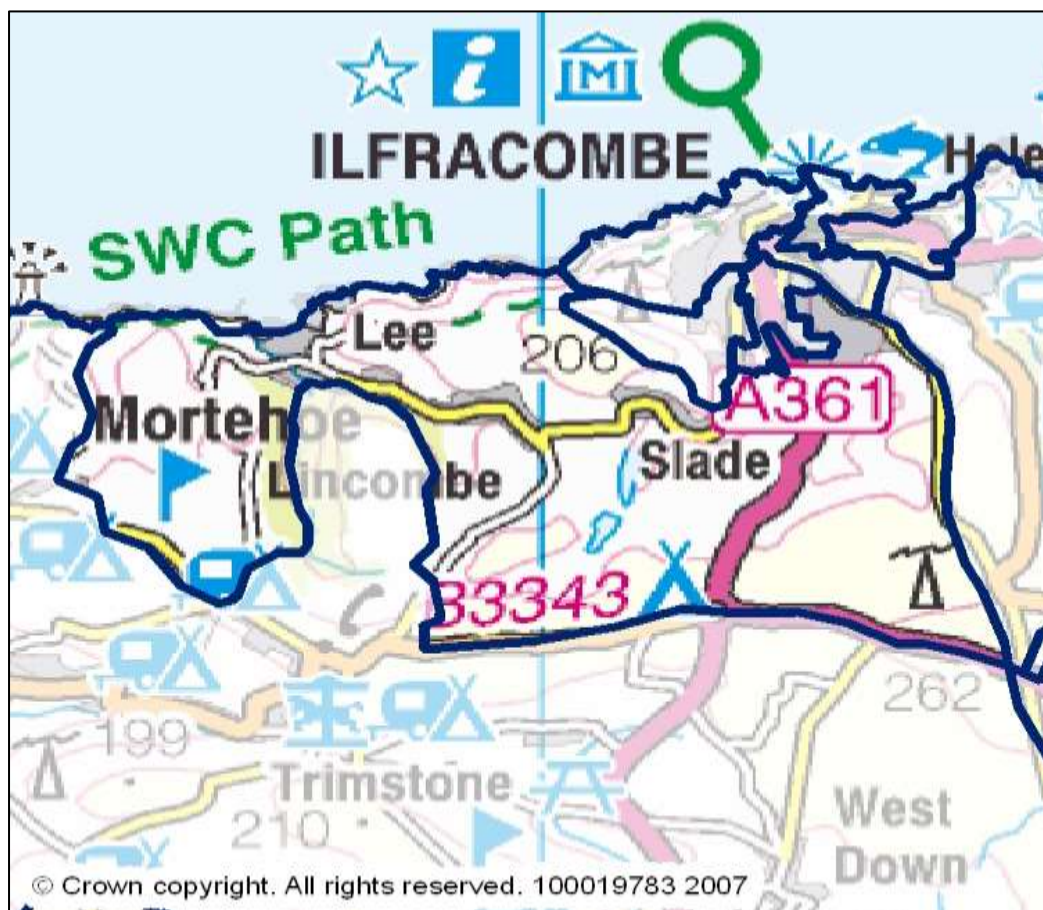 i
M
ILFRACOMBE
Hele
SWC Path
Lee
206
A361
Mortehoe
Slade
Lincombe
B3343
262
199
Trimstone
210
West
Down
© Crown copyright. All rights reserved. 100019783 2007